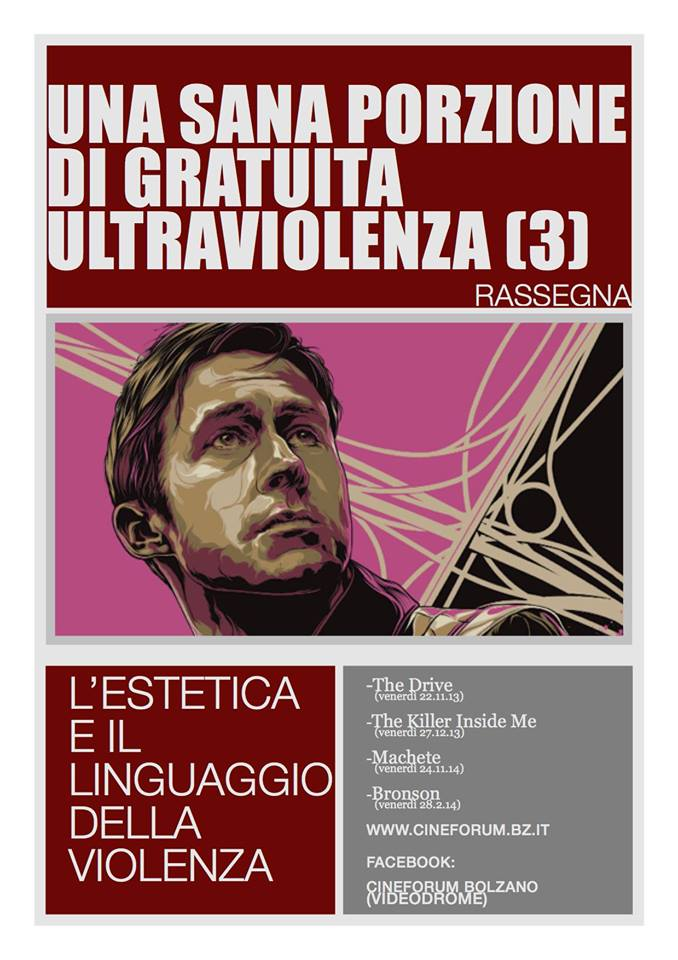 UNA SANA PORZIONE
DI GRATUITA
ULTRAVIOLENZA (3)
RASSEGNA
L’ESTETICA
E IL
LINGUAGGIO
DELLA
VIOLENZA
-The Drive
(venerdì 22.11.13)
-The Killer Inside Me
(venerdì 27.12.13)
-Machete
(venerdì 24.11.14)
-Bronson
(venerdì 28.2.14)
WWW.CINEFORUM.BZ.IT
FACEBOOK:
CINEFORUM BOLZANO
(VIDEODROME)